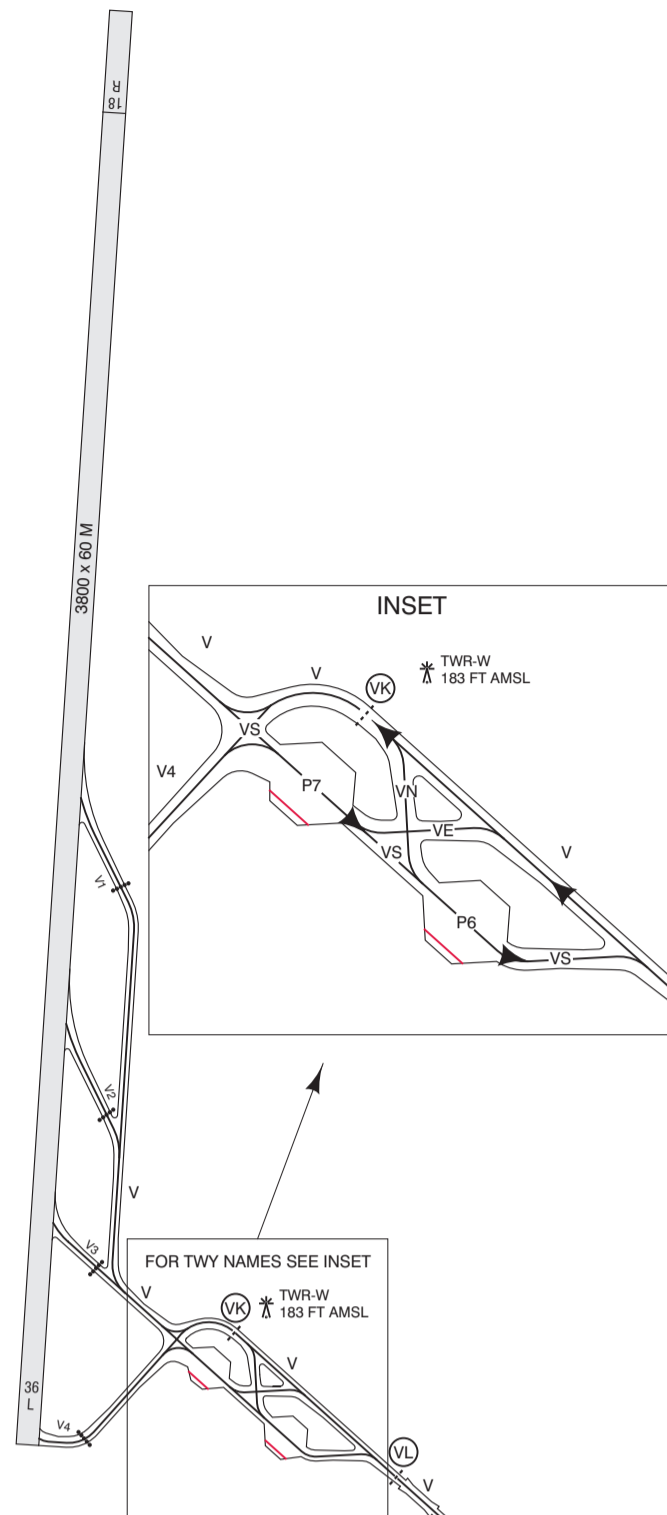 18
R
3800 x 60 M
INSET
V
V
VK
TWR-W
183 FT AMSL
VS
V4
P7
VN
VE
VS
V
P6
VS
V1
V2
V
V3
V
FOR TWY NAMES SEE INSET
VK
TWR-W
183 FT AMSL
V
36
L
V4
VL
V